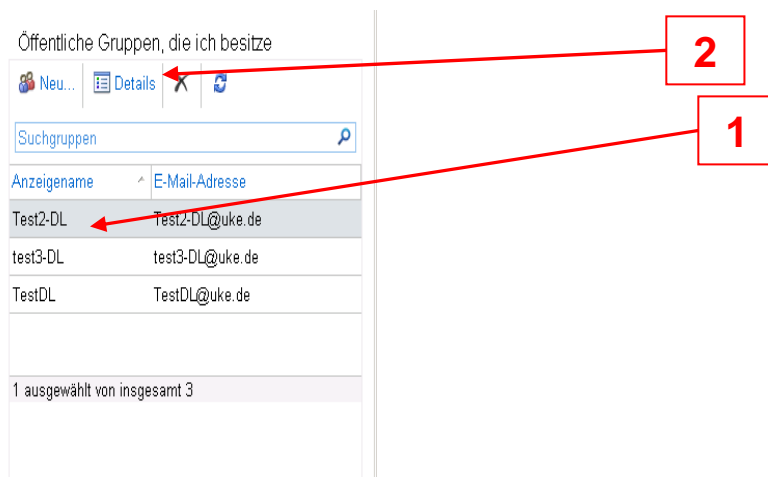 Öffentliche Gruppen, die ich besitze
2
Neu... Details
1
Suchgruppen
Anzeigename E-Mail-Adresse
Test2-DL Test2-DL@uke.de
test3-DL test3-DL@uke.de
TestDL TestDL@uke.de
1 ausgewählt von insgesamt 3